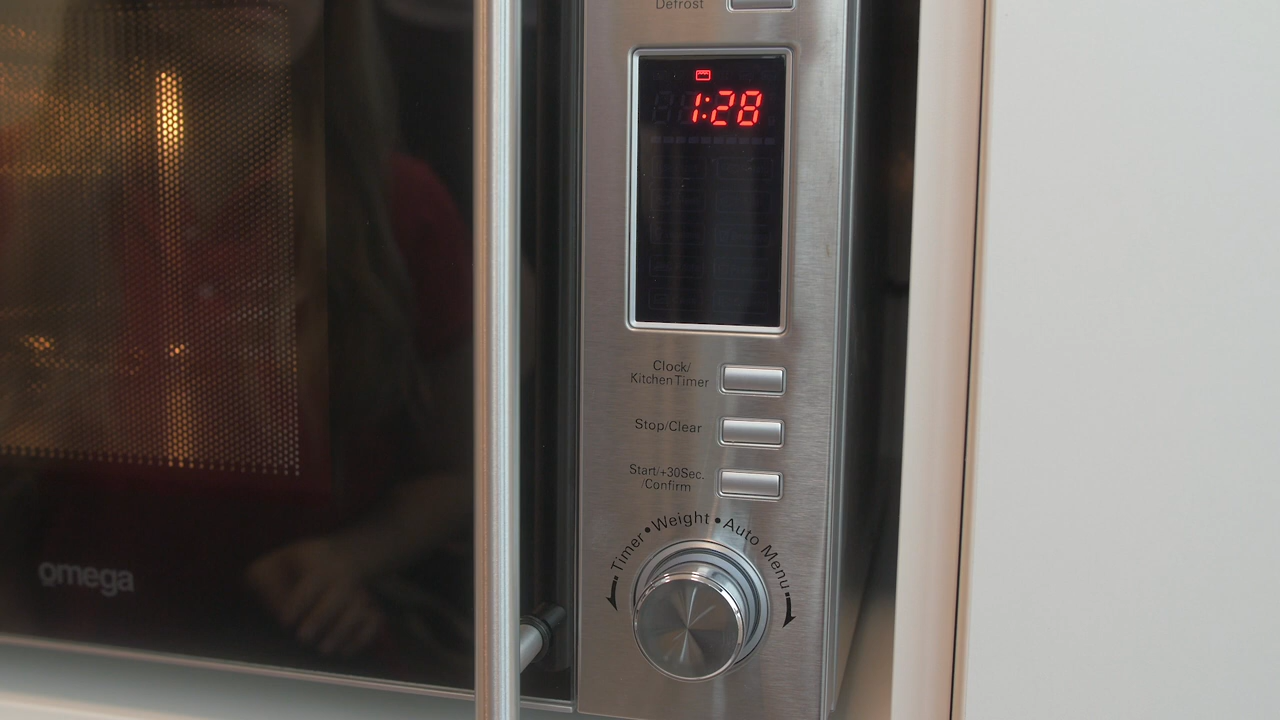 Defrost
1:28
Clock/
Kitchen Timer
Stop/Clear
Start/+30Sec.
/Confirm
Timer•Weight•Auto Menu
omega